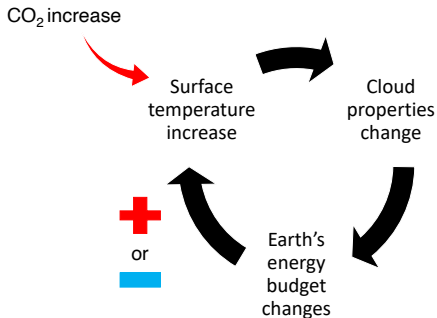 CO₂ increase
Surface
temperature
increase
Cloud
properties
change
Earth's
energy
budget
changes
or